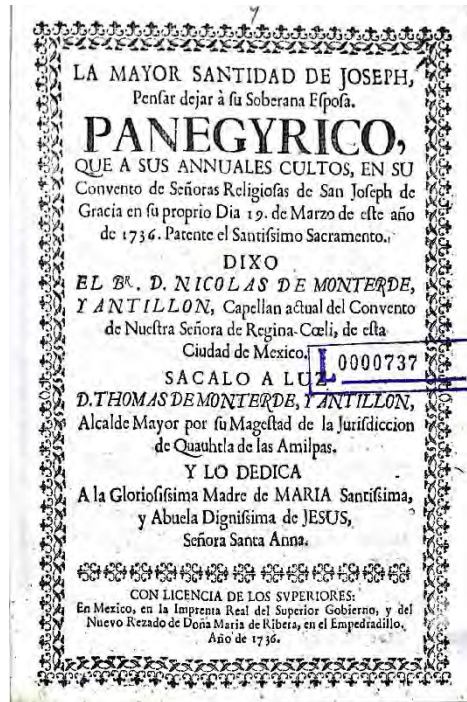 LA MAYOR SANTIDAD DE JOSEPH,
Penſar dejar à ſu Soberana Eſpoſa.
PANEGYRICO,
QUE A SUS ANNUALES CULTOS, EN SU
Convento de Señoras Religioſas de San Joſeph de
Gracia en ſu proprio Dia 19. de Marzo de eſte año
de 1736. Patente el Santiſſimo Sacramento.
DIXO
EL BR. D. NICOLAS DE MONTERDE,
Y ANTILLON, Capellan actual del Convento
de Nueſtra Señora de Regina-Cœli, de eſta
Ciudad de Mexico.
L 0000737
SACALO A LUZ
D. THOMAS DE MONTERDE, Y ANTILLON,
Alcalde Mayor por ſu Mageſtad de la Juriſdiccion
de Quauhtla de las Amilpas.
Y LO DEDICA
A la Glorioſiſſima Madre de MARIA Santiſſima,
y Abuela Digniſſima de JESUS,
Señora Santa Anna.
CON LICENCIA DE LOS SVPERIORES:
En Mexico, en la Imprenta Real del Superior Gobierno, y del
Nuevo Rezado de Doña Maria de Ribera, en el Empedradillo.
Año de 1736.